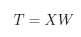 T = XW